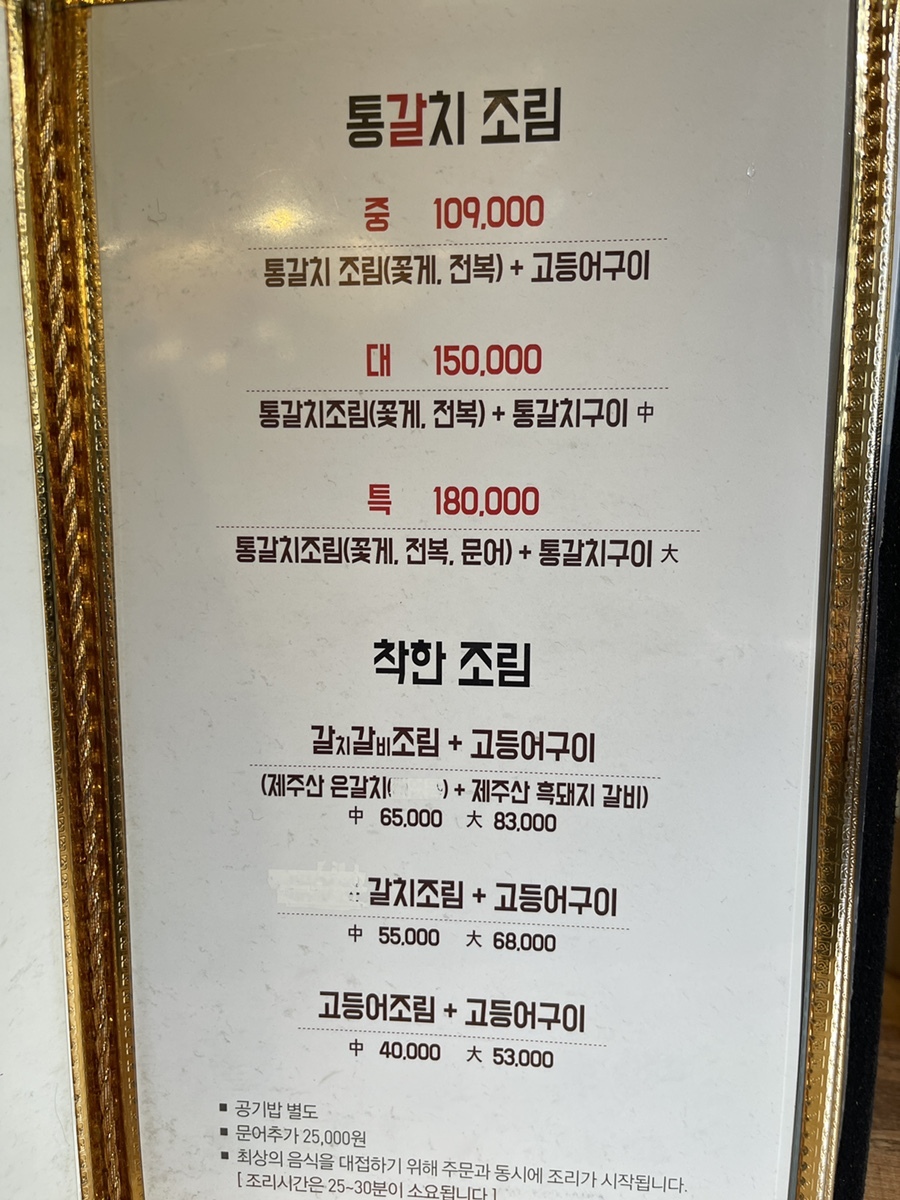 통갈치 조림
중 109,000
통갈치 조림(꽃게, 전복) + 고등어구이
대 150,000
통갈치조림(꽃게, 전복) + 통갈치구이 中
특 180,000
통갈치조림(꽃게, 전복, 문어) + 통갈치구이 大
착한 조림
갈치갈비조림 + 고등어구이
(제주산 은갈치( ) + 제주산 흑돼지 갈비)
中 65,000 大 83,000
갈치조림 + 고등어구이
中 55,000 大 68,000
고등어조림 + 고등어구이
中 40,000 大 53,000
■ 공기밥 별도
■ 문어추가 25,000원
■ 최상의 음식을 대접하기 위해 주문과 동시에 조리가 시작됩니다.
[ 조리시간은 25~30분이 소요됩니다 ]